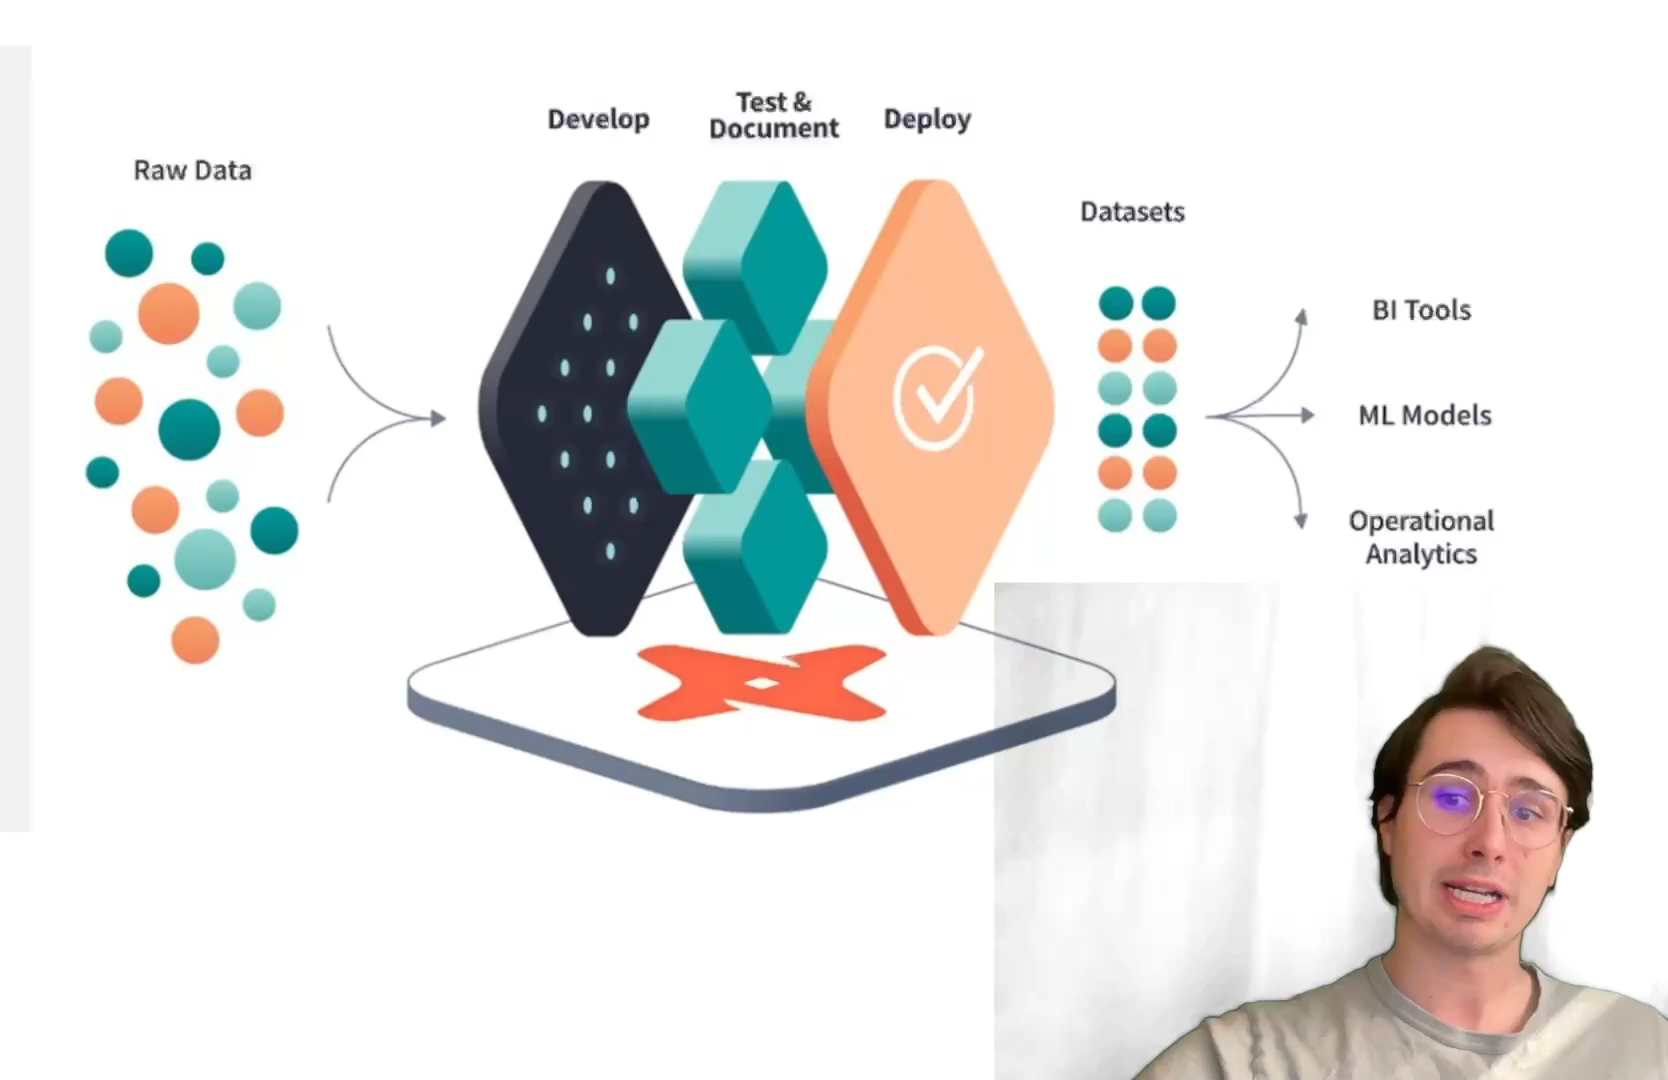 Raw Data
Develop
Test &
Document
Deploy
Datasets
BI Tools
ML Models
Operational
Analytics